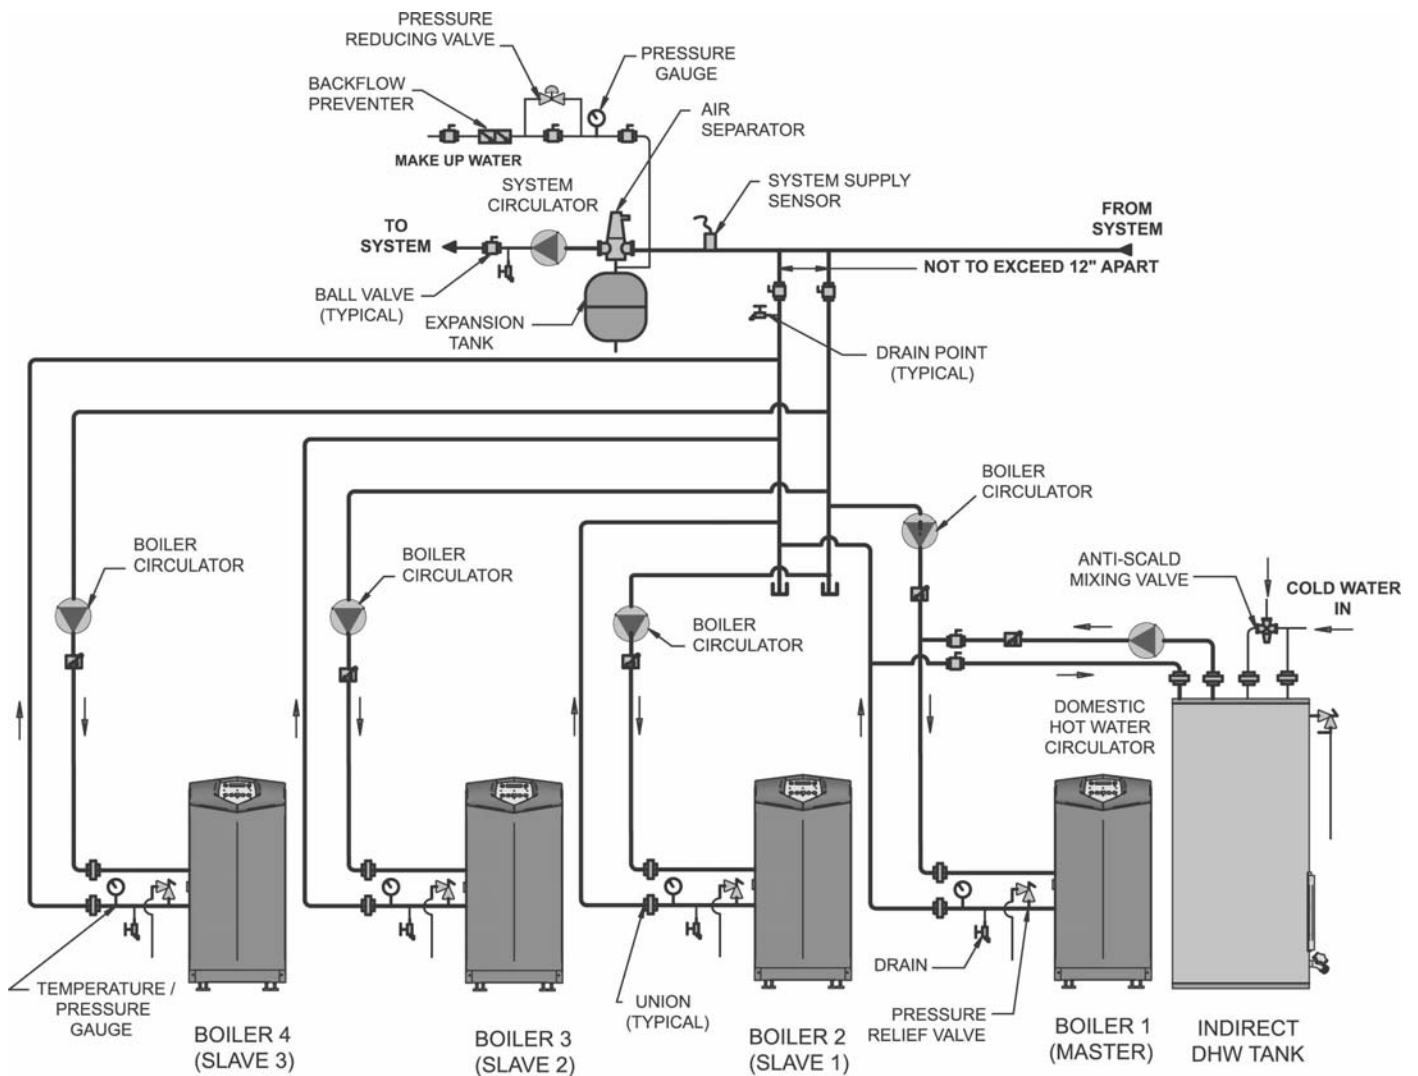 PRESSURE
REDUCING VALVE
PRESSURE
GAUGE
BACKFLOW
PREVENTER
AIR
SEPARATOR
MAKE UP WATER
SYSTEM
CIRCULATOR
SYSTEM SUPPLY
SENSOR
FROM
SYSTEM
TO
SYSTEM
NOT TO EXCEED 12" APART
BALL VALVE
(TYPICAL)
EXPANSION
TANK
DRAIN POINT
(TYPICAL)
BOILER
CIRCULATOR
BOILER
CIRCULATOR
BOILER
CIRCULATOR
BOILER
CIRCULATOR
ANTI-SCALD
MIXING VALVE
COLD WATER
IN
DOMESTIC
HOT WATER
CIRCULATOR
TEMPERATURE /
PRESSURE
GAUGE
UNION
(TYPICAL)
DRAIN
PRESSURE
RELIEF VALVE
BOILER 4
(SLAVE 3)
BOILER 3
(SLAVE 2)
BOILER 2
(SLAVE 1)
BOILER 1
(MASTER)
INDIRECT
DHW TANK